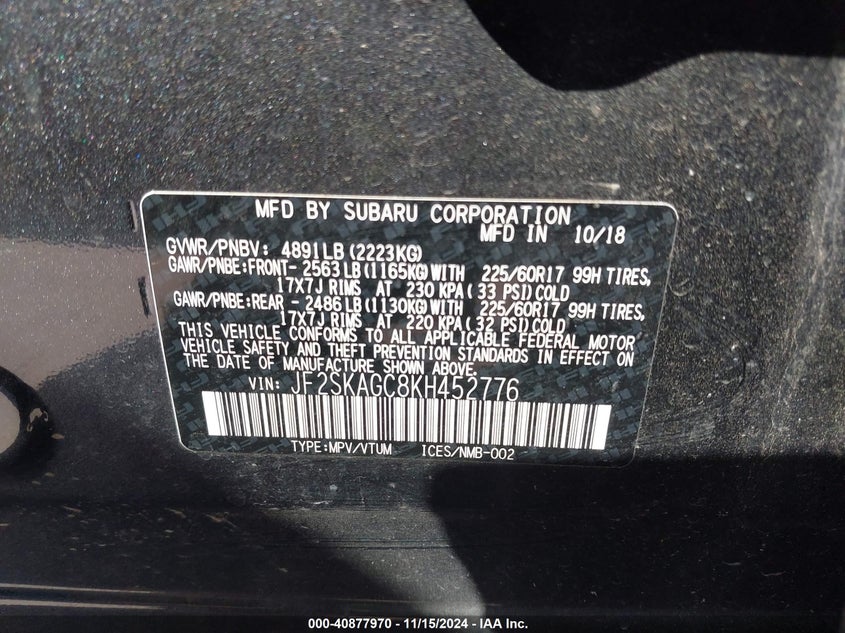 MFD BY SUBARU CORPORATION
MFD IN 10/18
GVWR/PNBV: 4891LB (2223KG)
GAWR/PNBE:FRONT- 2563LB(1165KG)WITH 225/60R17 99H TIRES,
17X7J RIMS AT 230 KPA(33 PSI)COLD
GAWR/PNBE:REAR - 2486LB(1130KG)WITH 225/60R17 99H TIRES,
17X7J RIMS AT 220 KPA(32 PSI)COLD
THIS VEHICLE CONFORMS TO ALL APPLICABLE FEDERAL MOTOR
VEHICLE SAFETY AND THEFT PREVENTION STANDARDS IN EFFECT ON
THE DATE OF MANUFACTURE SHOWN ABOVE.
VIN: JF2SKAGC8KH452776
TYPE:MPV/VTUM ICES/NMB-002
000-40877970 - 11/15/2024 - IAA Inc.